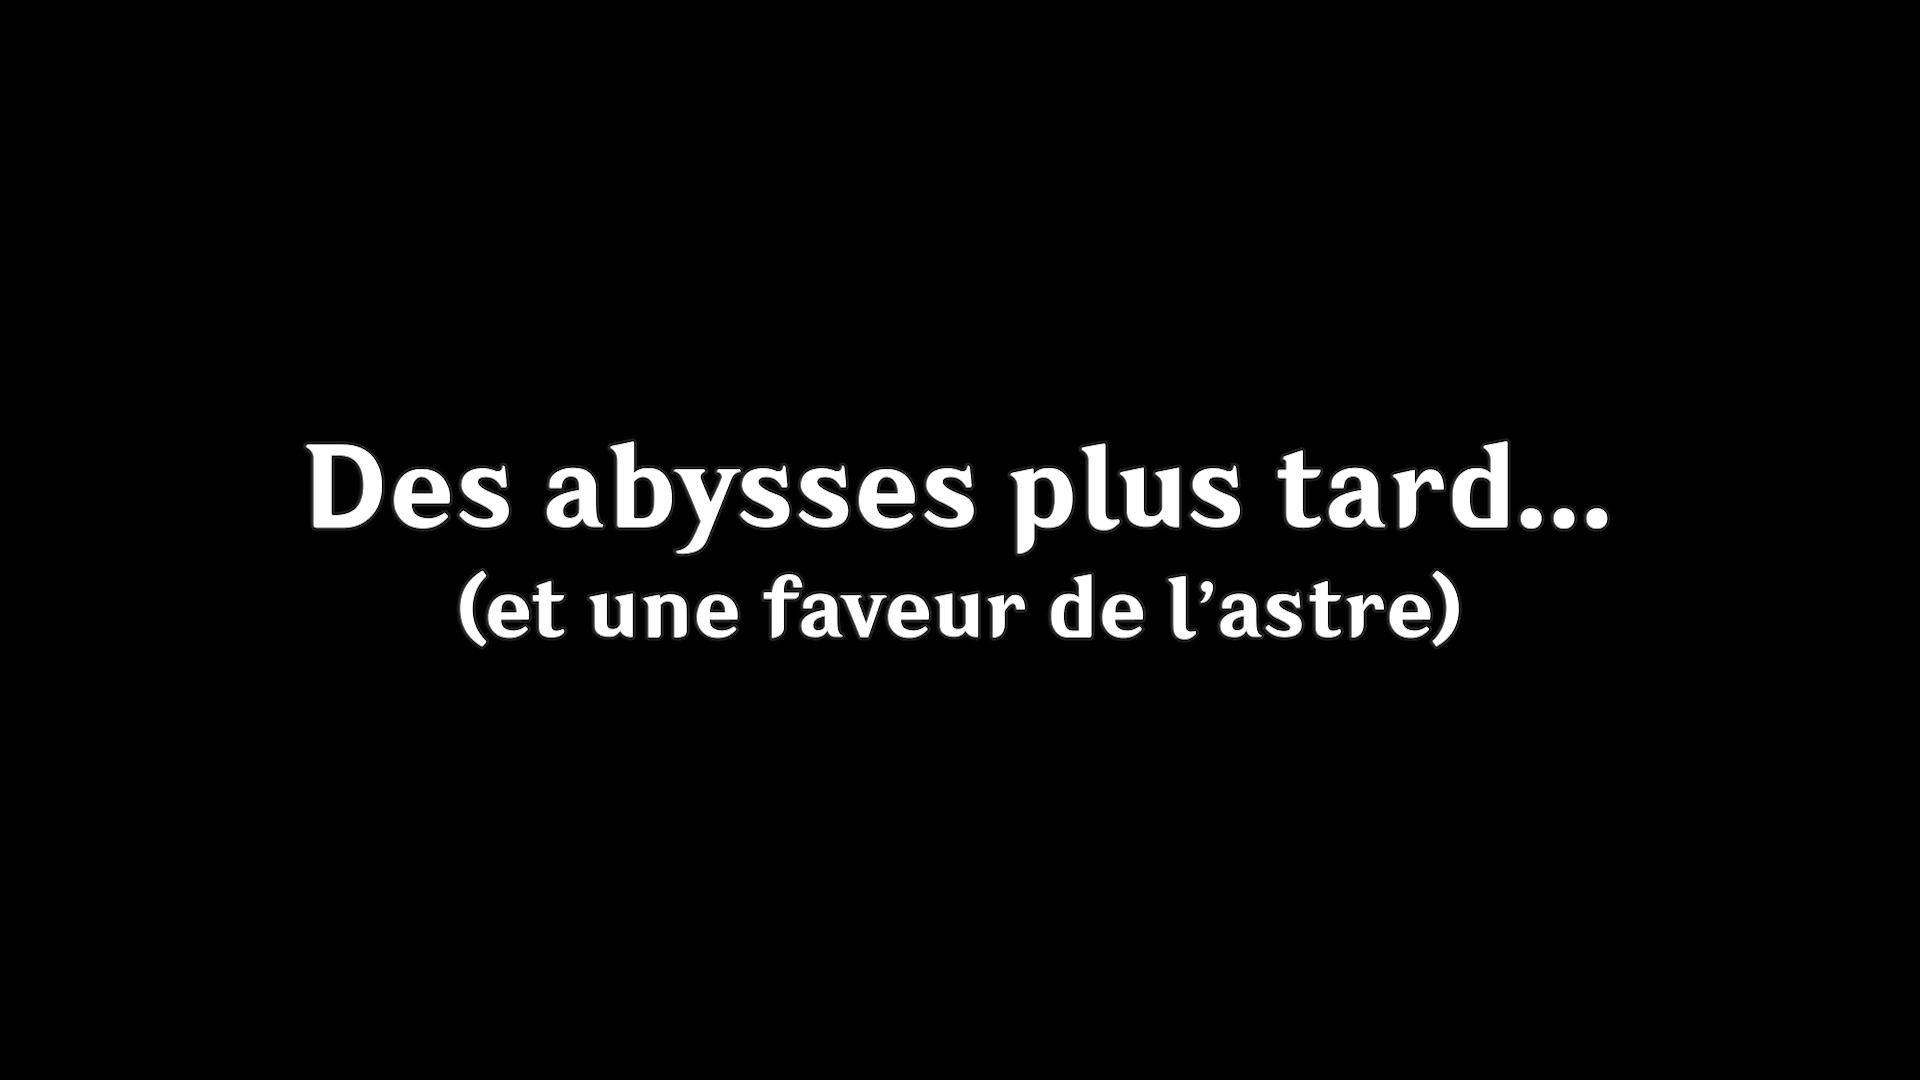 Des abysses plus tard...
(et une faveur de l’astre)